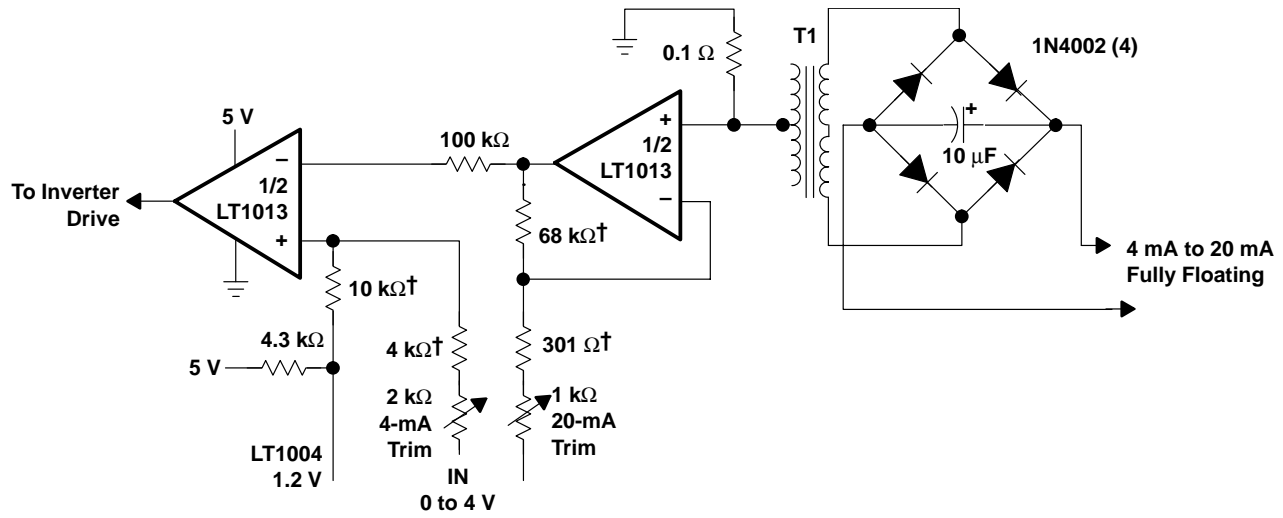 T1
1N4002 (4)
0.1 Ω
5 V
100 kΩ
+
1/2
LT1013
−
+
10 μF
−
1/2
LT1013
+
To Inverter
Drive
68 kΩ†
10 kΩ†
4 mA to 20 mA
Fully Floating
4.3 kΩ
5 V
4 kΩ†
301 Ω†
2 kΩ
4-mA
Trim
1 kΩ
20-mA
Trim
LT1004
1.2 V
IN
0 to 4 V